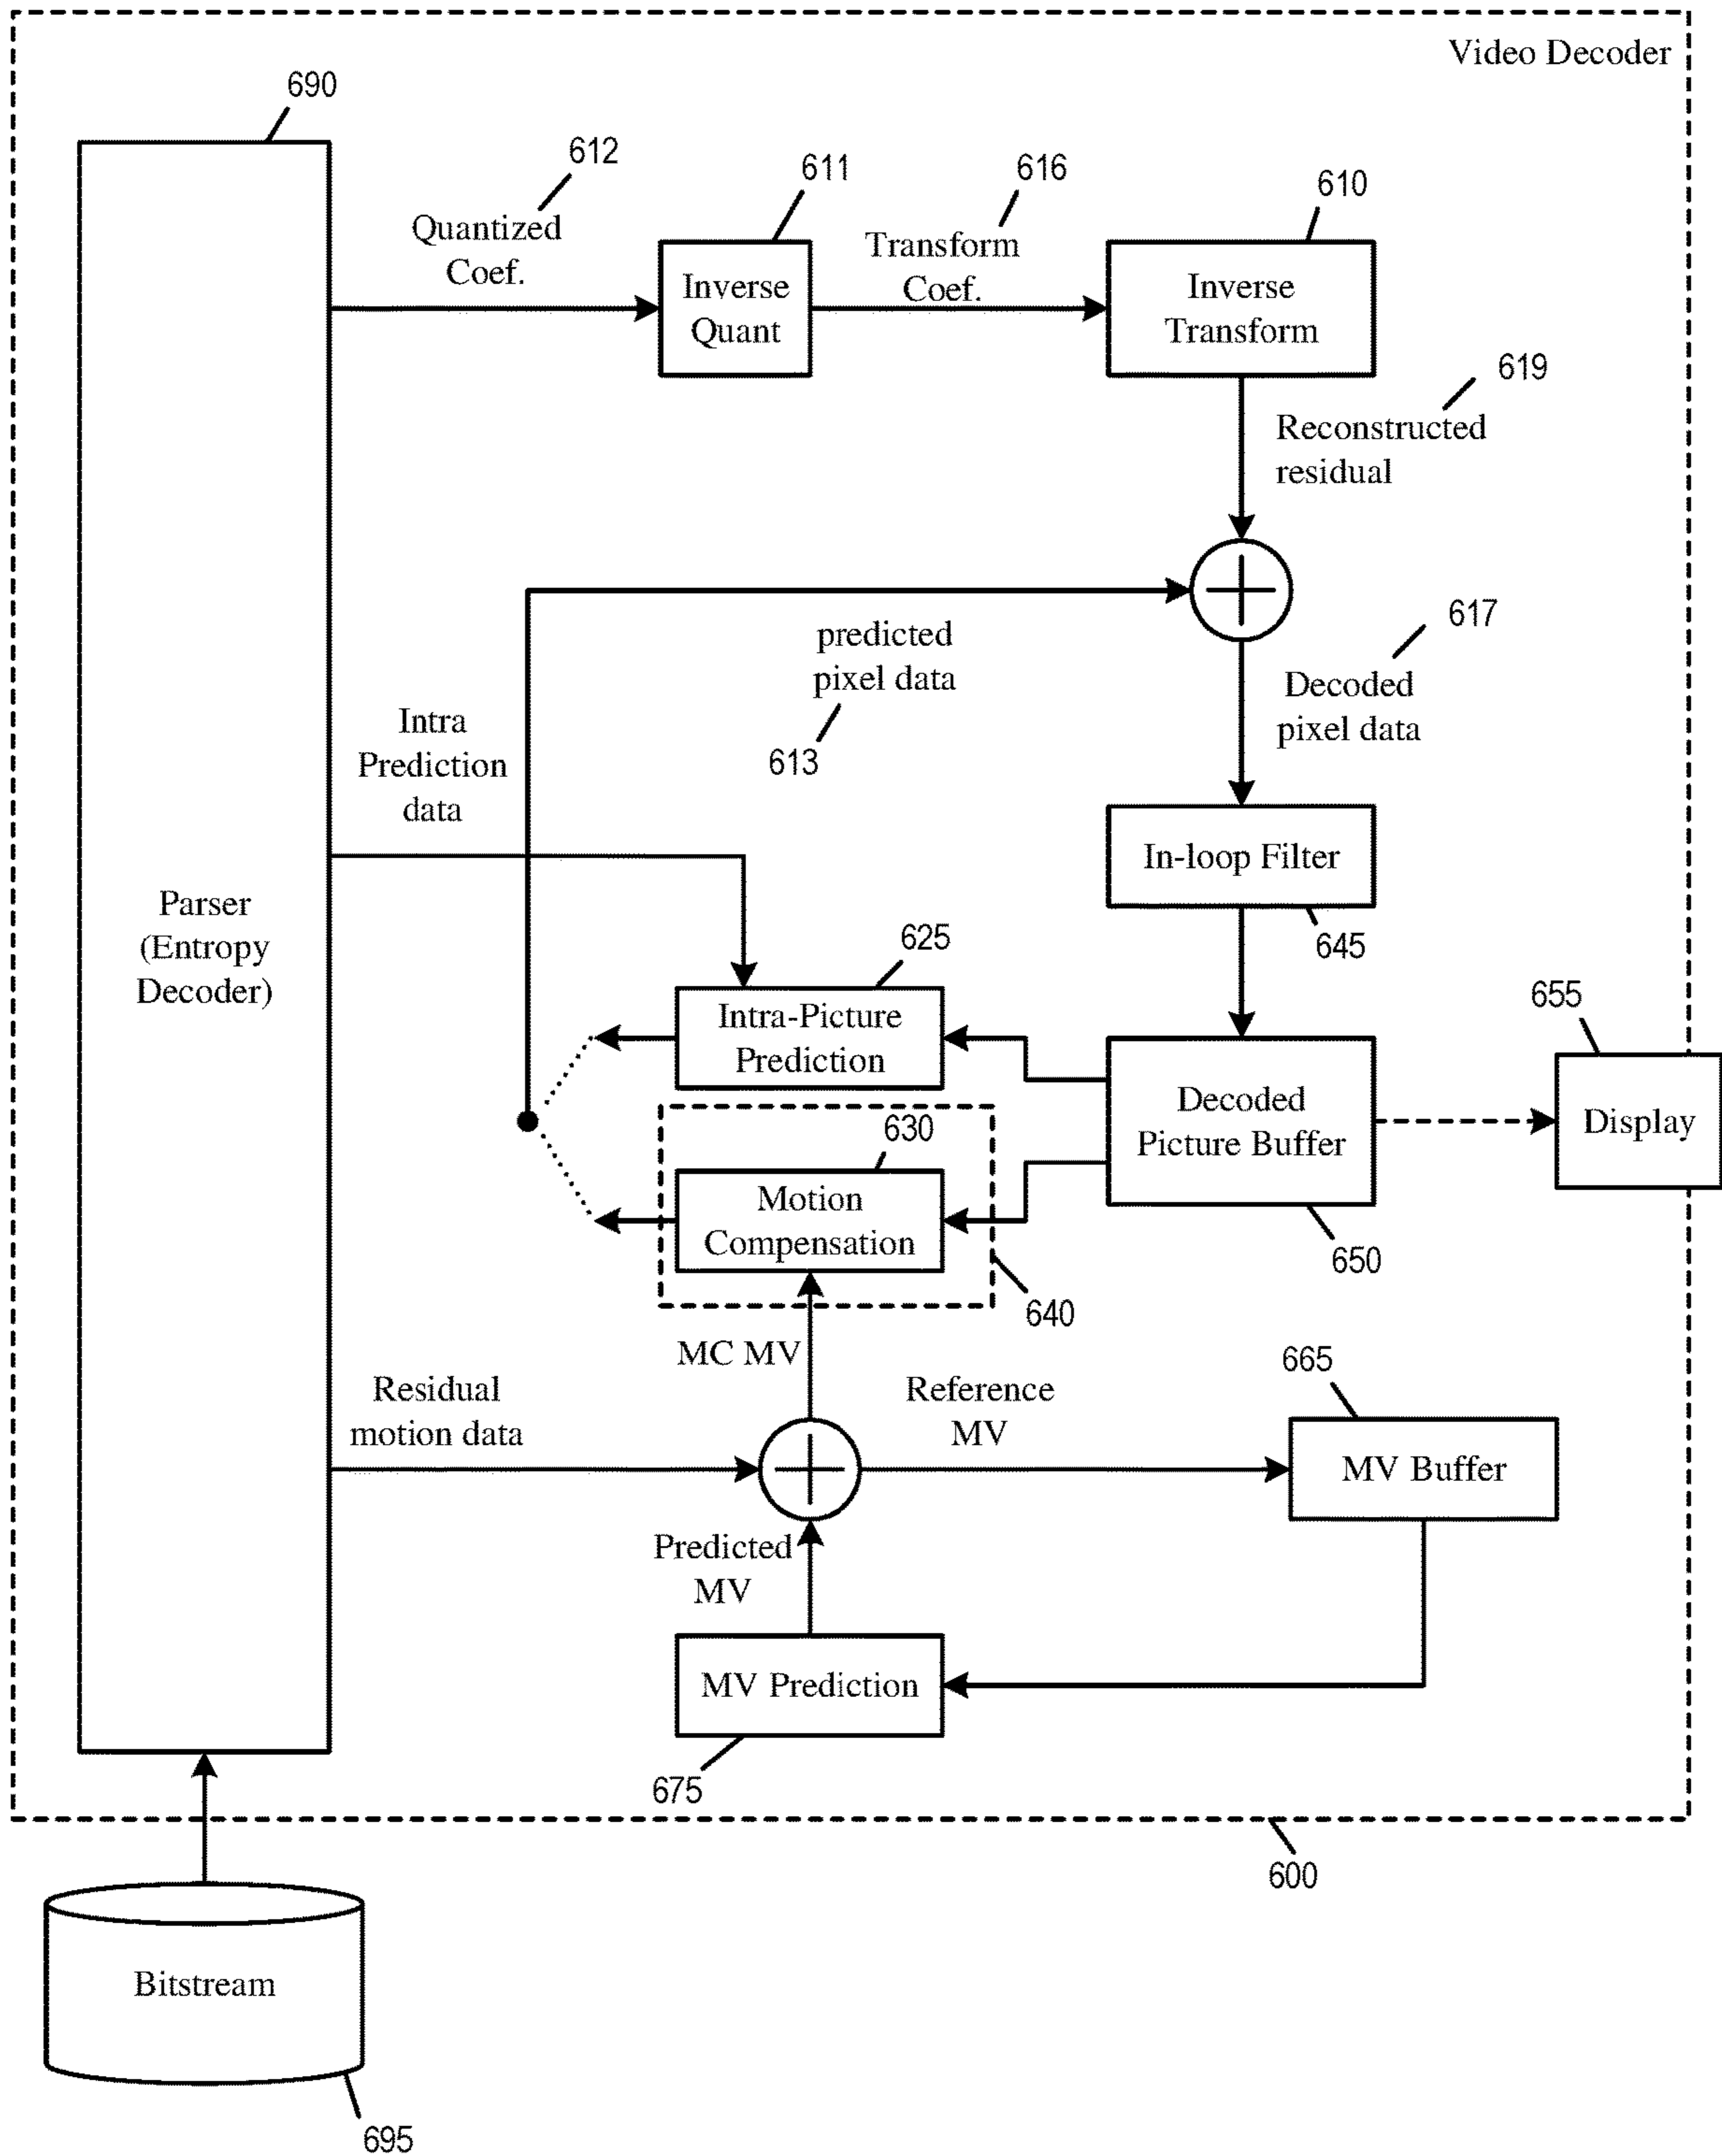 Video Decoder
690
612
611
616
610
Quantized
Coef.
Transform
Coef.
Inverse
Quant
Inverse
Transform
619
Reconstructed
residual
617
predicted
pixel data
613
Decoded
pixel data
Intra
Prediction
data
In-loop Filter
645
Parser
(Entropy
Decoder)
625
Intra-Picture
Prediction
655
Decoded
Picture Buffer
Display
630
Motion
Compensation
650
640
MC MV
665
Residual
motion data
Reference
MV
MV Buffer
Predicted
MV
MV Prediction
675
600
Bitstream
695